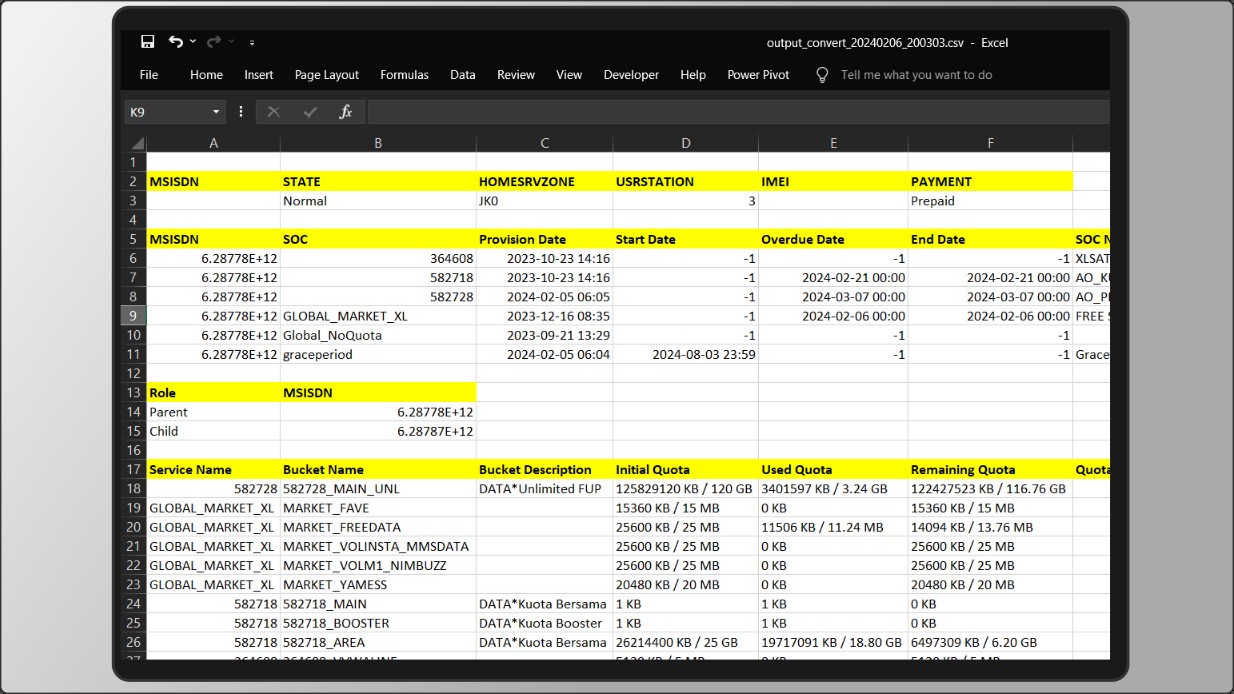 output_convert_20240206_200303.csv - Excel
File Home Insert Page Layout Formulas Data Review View Developer Help Power Pivot Tell me what you want to do
K9 fx
A B C D E F
1
2 MSISDN STATE HOMESRVZONE USRSTATION IMEI PAYMENT
3 Normal JK0 3 Prepaid
4
5 MSISDN SOC Provision Date Start Date Overdue Date End Date SOC N
6 6.28778E+12 364608 2023-10-23 14:16 -1 -1 -1 XLSAT
7 6.28778E+12 582718 2023-10-23 14:16 -1 2024-02-21 00:00 2024-02-21 00:00 AO_KU
8 6.28778E+12 582728 2024-02-05 06:05 -1 2024-03-07 00:00 2024-03-07 00:00 AO_PI
9 6.28778E+12 GLOBAL_MARKET_XL 2023-12-16 08:35 -1 2024-02-06 00:00 2024-02-06 00:00 FREE S
10 6.28778E+12 Global_NoQuota 2023-09-21 13:29 -1 -1 -1
11 6.28778E+12 graceperiod 2024-02-05 06:04 2024-08-03 23:59 -1 -1 Grace
12
13 Role MSISDN
14 Parent 6.28778E+12
15 Child 6.28787E+12
16
17 Service Name Bucket Name Bucket Description Initial Quota Used Quota Remaining Quota Quota
18 582728 582728_MAIN_UNL DATA*Unlimited FUP 125829120 KB / 120 GB 3401597 KB / 3.24 GB 122427523 KB / 116.76 GB
19 GLOBAL_MARKET_XL MARKET_FAVE 15360 KB / 15 MB 0 KB 15360 KB / 15 MB
20 GLOBAL_MARKET_XL MARKET_FREEDATA 25600 KB / 25 MB 11506 KB / 11.24 MB 14094 KB / 13.76 MB
21 GLOBAL_MARKET_XL MARKET_VOLINSTA_MMSDATA 25600 KB / 25 MB 0 KB 25600 KB / 25 MB
22 GLOBAL_MARKET_XL MARKET_VOLM1_NIMBUZZ 25600 KB / 25 MB 0 KB 25600 KB / 25 MB
23 GLOBAL_MARKET_XL MARKET_YAMESS 20480 KB / 20 MB 0 KB 20480 KB / 20 MB
24 582718 582718_MAIN DATA*Kuota Bersama 1 KB 1 KB 0 KB
25 582718 582718_BOOSTER DATA*Kuota Booster 1 KB 1 KB 0 KB
26 582718 582718_AREA DATA*Kuota Bersama 26214400 KB / 25 GB 19717091 KB / 18.80 GB 6497309 KB / 6.20 GB